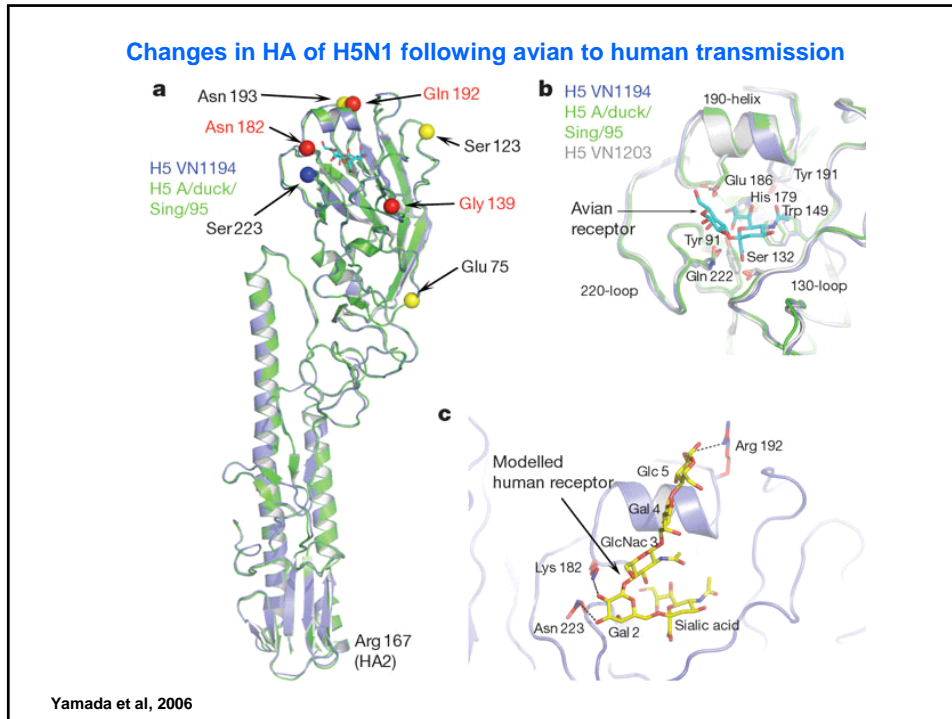 Changes in HA of H5N1 following avian to human transmission
a
Asn 193
Gln 192
Asn 182
Ser 123
H5 VN1194
H5 A/duck/
Sing/95
Gly 139
Ser 223
Glu 75
Arg 167
(HA2)
b
H5 VN1194
H5 A/duck/
Sing/95
H5 VN1203
190-helix
Tyr 191
Glu 186
His 179
Trp 149
Avian
receptor
Tyr 91
Ser 132
Gln 222
220-loop
130-loop
c
Arg 192
Modelled
human receptor
Glc 5
Gal 4
GlcNac 3
Lys 182
Asn 223
Gal 2
Sialic acid
Yamada et al, 2006